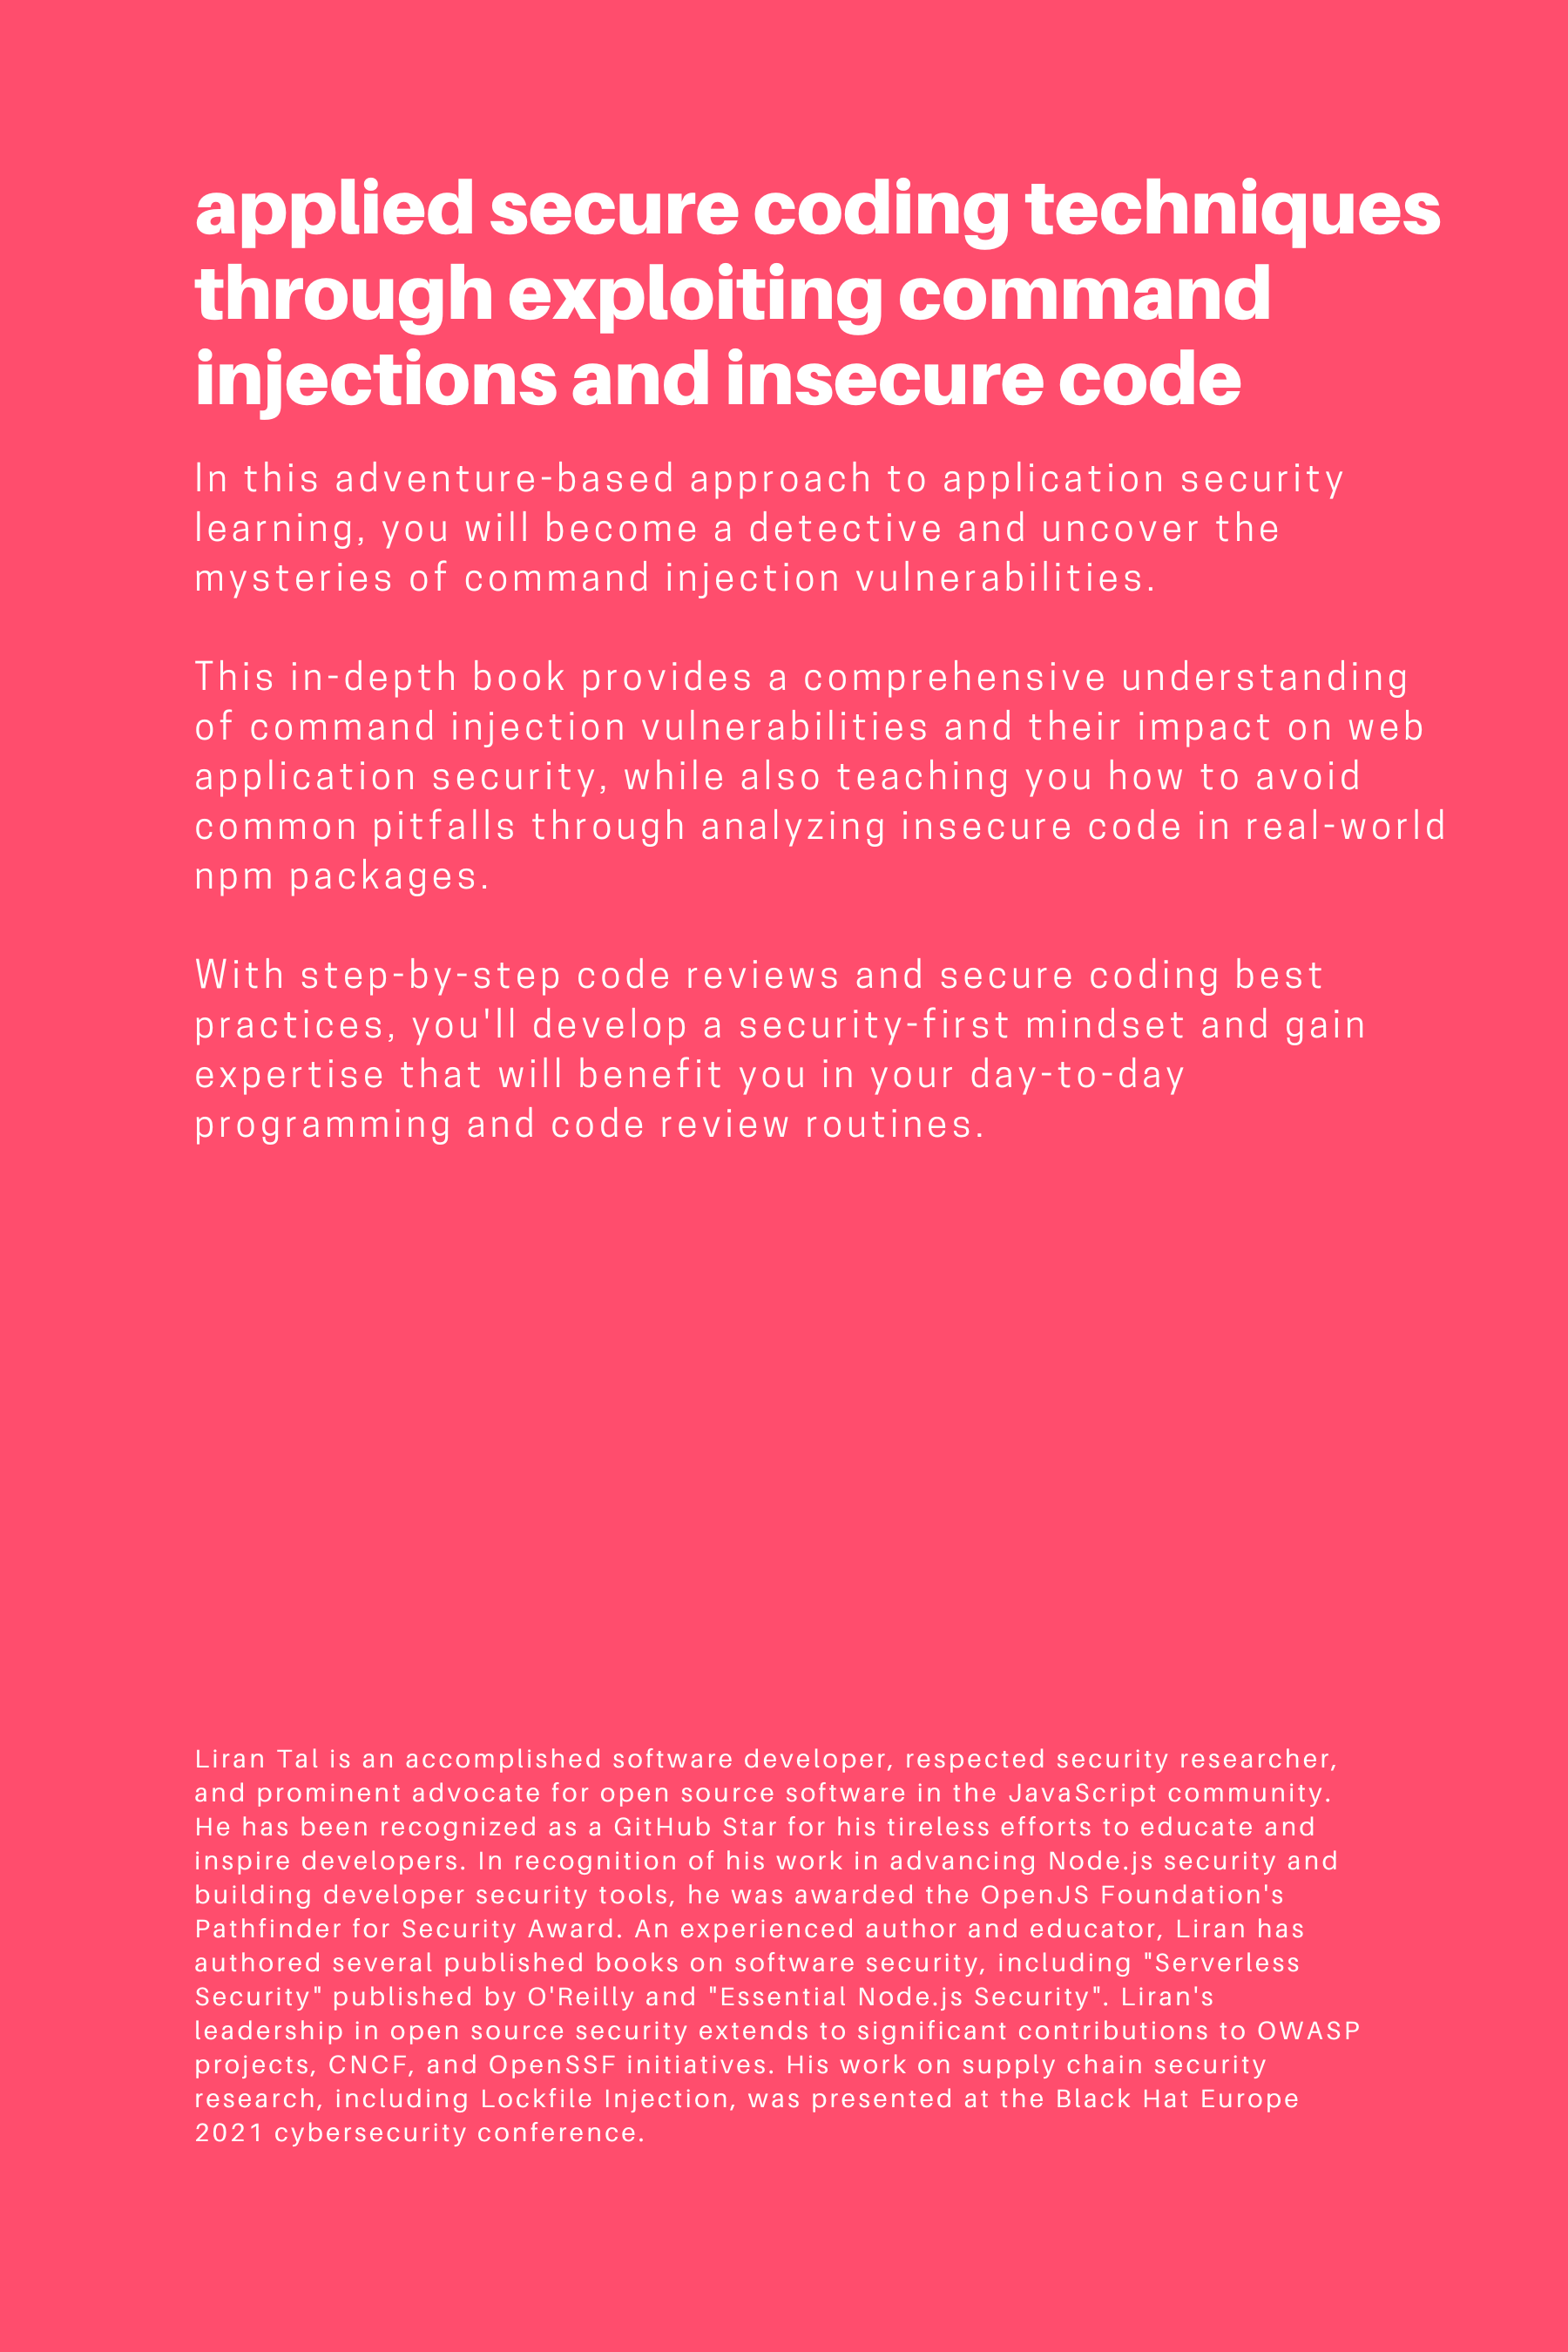 applied secure coding techniques
through exploiting command
injections and insecure code
In this adventure-based approach to application security
learning, you will become a detective and uncover the
mysteries of command injection vulnerabilities.
This in-depth book provides a comprehensive understanding
of command injection vulnerabilities and their impact on web
application security, while also teaching you how to avoid
common pitfalls through analyzing insecure code in real-world
npm packages.
With step-by-step code reviews and secure coding best
practices, you'll develop a security-first mindset and gain
expertise that will benefit you in your day-to-day
programming and code review routines.
Liran Tal is an accomplished software developer, respected security researcher,
and prominent advocate for open source software in the JavaScript community.
He has been recognized as a GitHub Star for his tireless efforts to educate and
inspire developers. In recognition of his work in advancing Node.js security and
building developer security tools, he was awarded the OpenJS Foundation's
Pathfinder for Security Award. An experienced author and educator, Liran has
authored several published books on software security, including "Serverless
Security" published by O'Reilly and "Essential Node.js Security". Liran's
leadership in open source security extends to significant contributions to OWASP
projects, CNCF, and OpenSSF initiatives. His work on supply chain security
research, including Lockfile Injection, was presented at the Black Hat Europe
2021 cybersecurity conference.